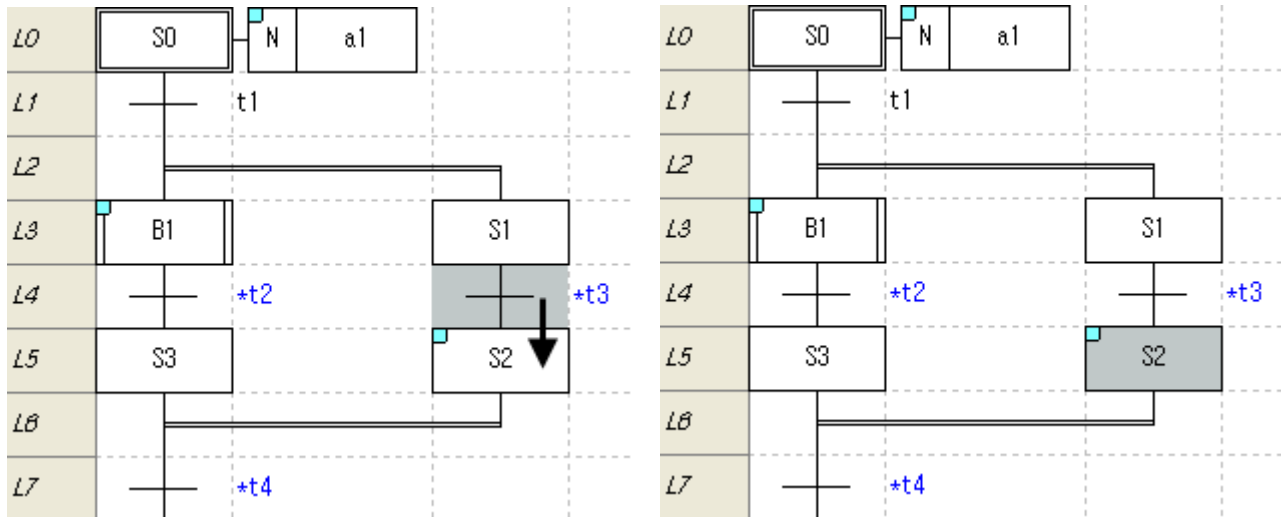 L0 S0 N a1
L1 t1
L2
L3 B1 S1
L4 *t2 *t3
L5 S3 S2
L6
L7 *t4
L0 S0 N a1
L1 t1
L2
L3 B1 S1
L4 *t2 *t3
L5 S3 S2
L6
L7 *t4